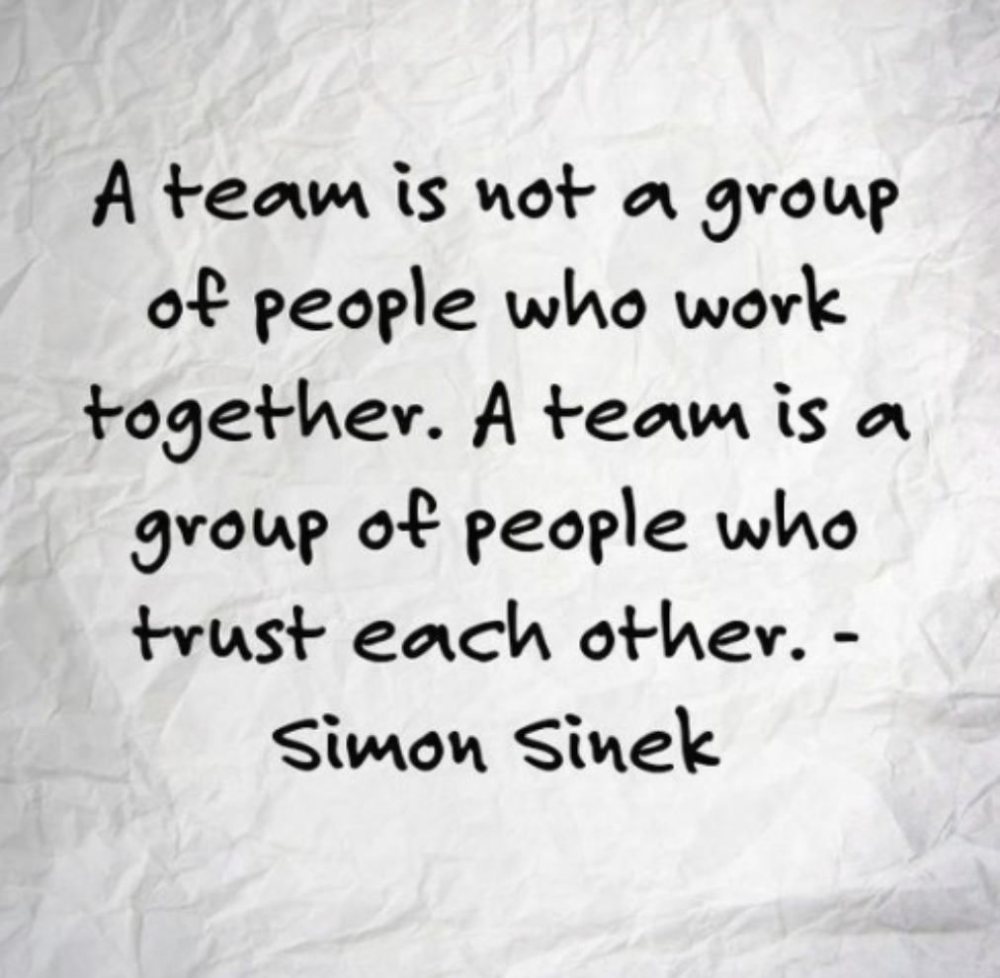 A team is not a group
of people who work
together. A team is a
group of people who
trust each other. -
Simon Sinek